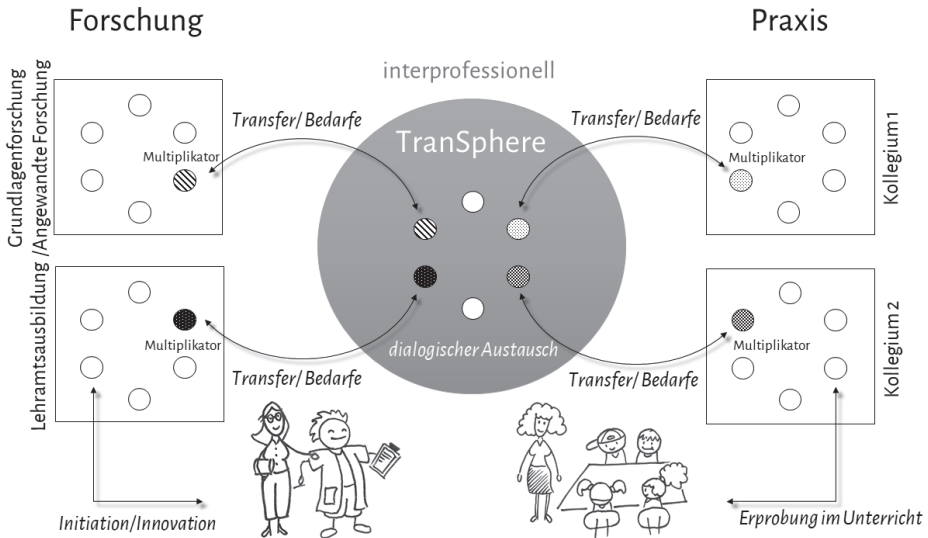 Forschung
Praxis
interprofessionell
Grundlagenforschung
/Angewandte Forschung
Transfer/ Bedarfe
TranSphere
Transfer/ Bedarfe
Kollegium 1
Multiplikator
Multiplikator
Lehramtsausbildung
Multiplikator
dialogischer Austausch
Multiplikator
Kollegium 2
Transfer/ Bedarfe
Transfer/ Bedarfe
Initiation/Innovation
Erprobung im Unterricht